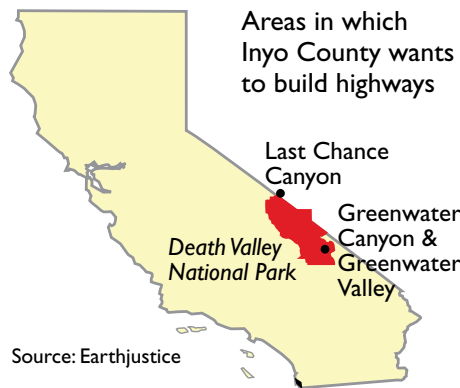 Areas in which
Inyo County wants
to build highways
Last Chance
Canyon
Greenwater
Canyon &
Greenwater
Valley
Death Valley
National Park
Source: Earthjustice